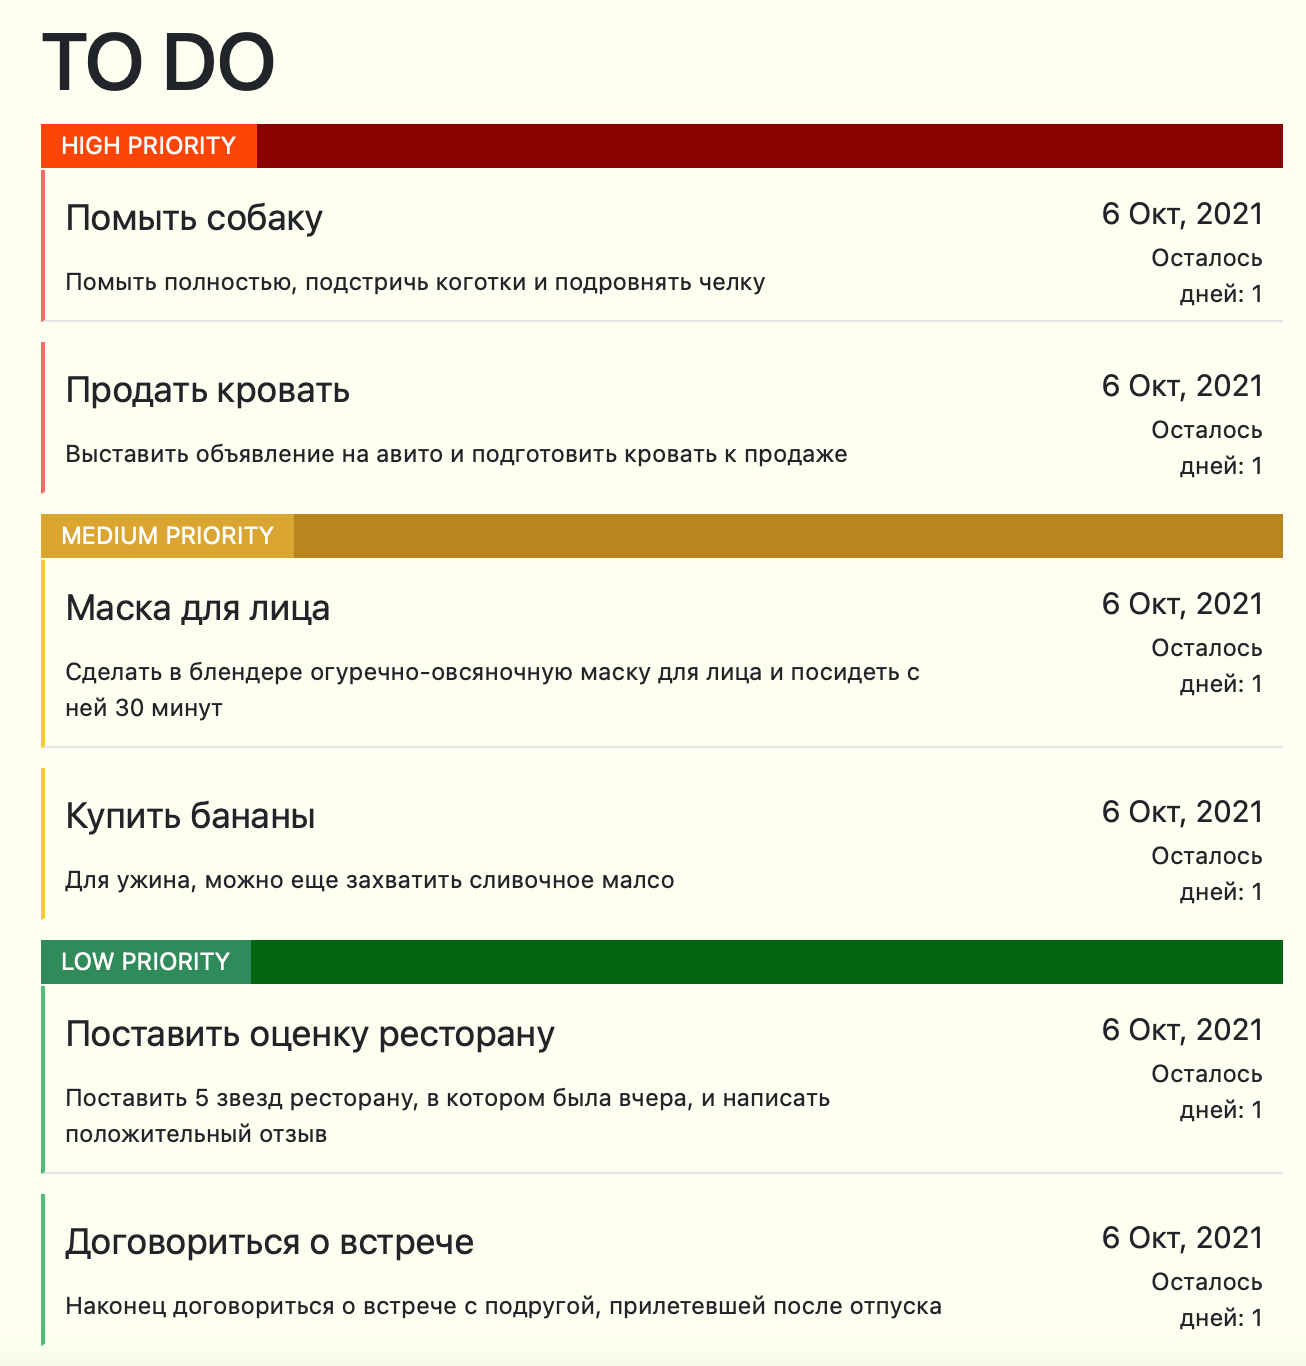 TO DO
HIGH PRIORITY
Помыть собаку
6 Окт, 2021
Помыть полностью, подстричь коготки и подровнять челку
Осталось
дней: 1
Продать кровать
6 Окт, 2021
Выставить объявление на авито и подготовить кровать к продаже
Осталось
дней: 1
MEDIUM PRIORITY
Маска для лица
6 Окт, 2021
Сделать в блендере огуречно-овсяночную маску для лица и посидеть с
ней 30 минут
Осталось
дней: 1
Купить бананы
6 Окт, 2021
Для ужина, можно еще захватить сливочное малсо
Осталось
дней: 1
LOW PRIORITY
Поставить оценку ресторану
6 Окт, 2021
Поставить 5 звезд ресторану, в котором была вчера, и написать
положительный отзыв
Осталось
дней: 1
Договориться о встрече
6 Окт, 2021
Наконец договориться о встрече с подругой, прилетевшей после отпуска
Осталось
дней: 1